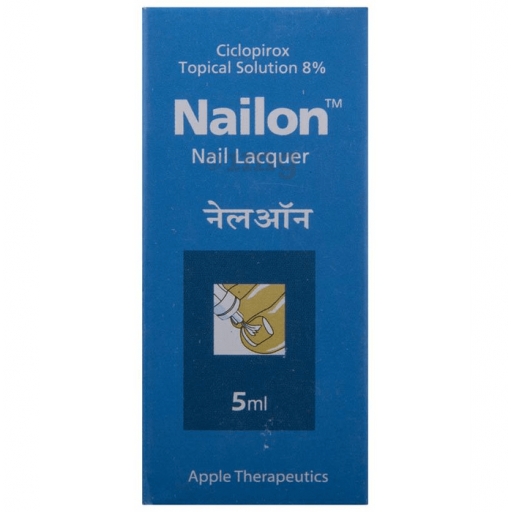 Ciclopirox
Topical Solution 8%
Nailon™
Nail Lacquer
नेलऑन
5ml
Apple Therapeutics